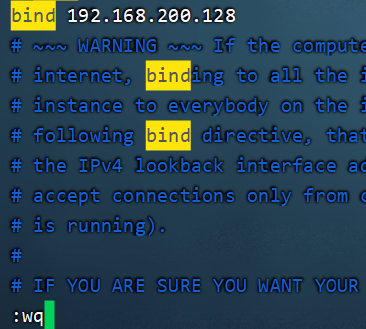 bind 192.168.200.128
# ~~~ WARNING ~~~ If the compute
# internet, binding to all the i
# instance to everybody on the i
# following bind directive, that
# the IPv4 lookback interface ad
# accept connections only from c
# is running).
#
# IF YOU ARE SURE YOU WANT YOUR
:wq